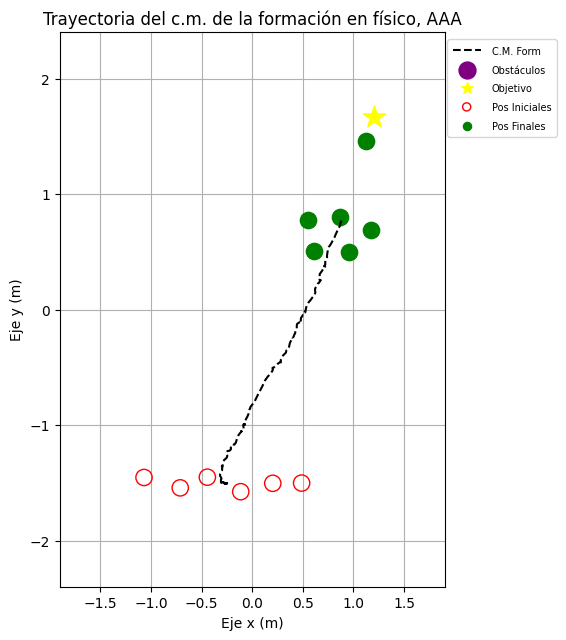 Trayectoria del c.m. de la formación en físico, AAA
C.M. Form
Obstáculos
Objetivo
Pos Iniciales
Pos Finales
Eje y (m)
2
1
0
−1
−2
−1.5 −1.0 −0.5 0.0 0.5 1.0 1.5
Eje x (m)